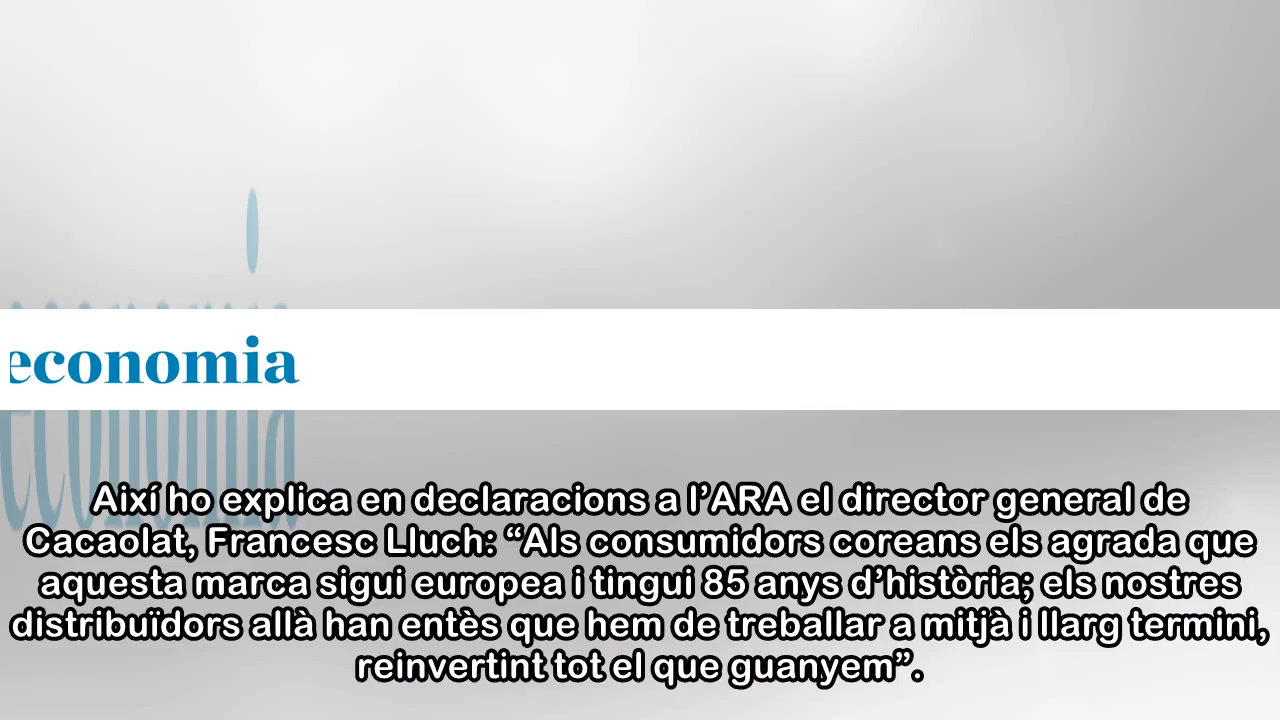 economia
economia
Així ho explica en declaracions a l’ARA el director general de
Cacaolat, Francesc Lluch: “Als consumidors coreans els agrada que
aquesta marca sigui europea i tingui 85 anys d’història; els nostres
distribuïdors allà han entès que hem de treballar a mitjà i llarg termini,
reinvertint tot el que guanyem”.